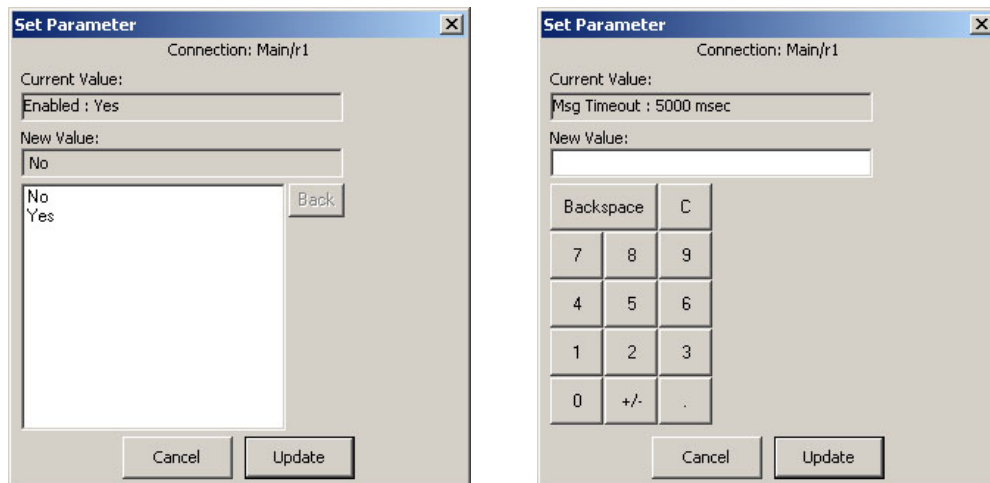 Set Parameter
Connection: Main/r1
Current Value:
Enabled : Yes
New Value:
No
No
Yes
Back
Cancel
Update
Set Parameter
Connection: Main/r1
Current Value:
Msg Timeout : 5000 msec
New Value:
Backspace C
7 8 9
4 5 6
1 2 3
0 +/- .
Cancel
Update